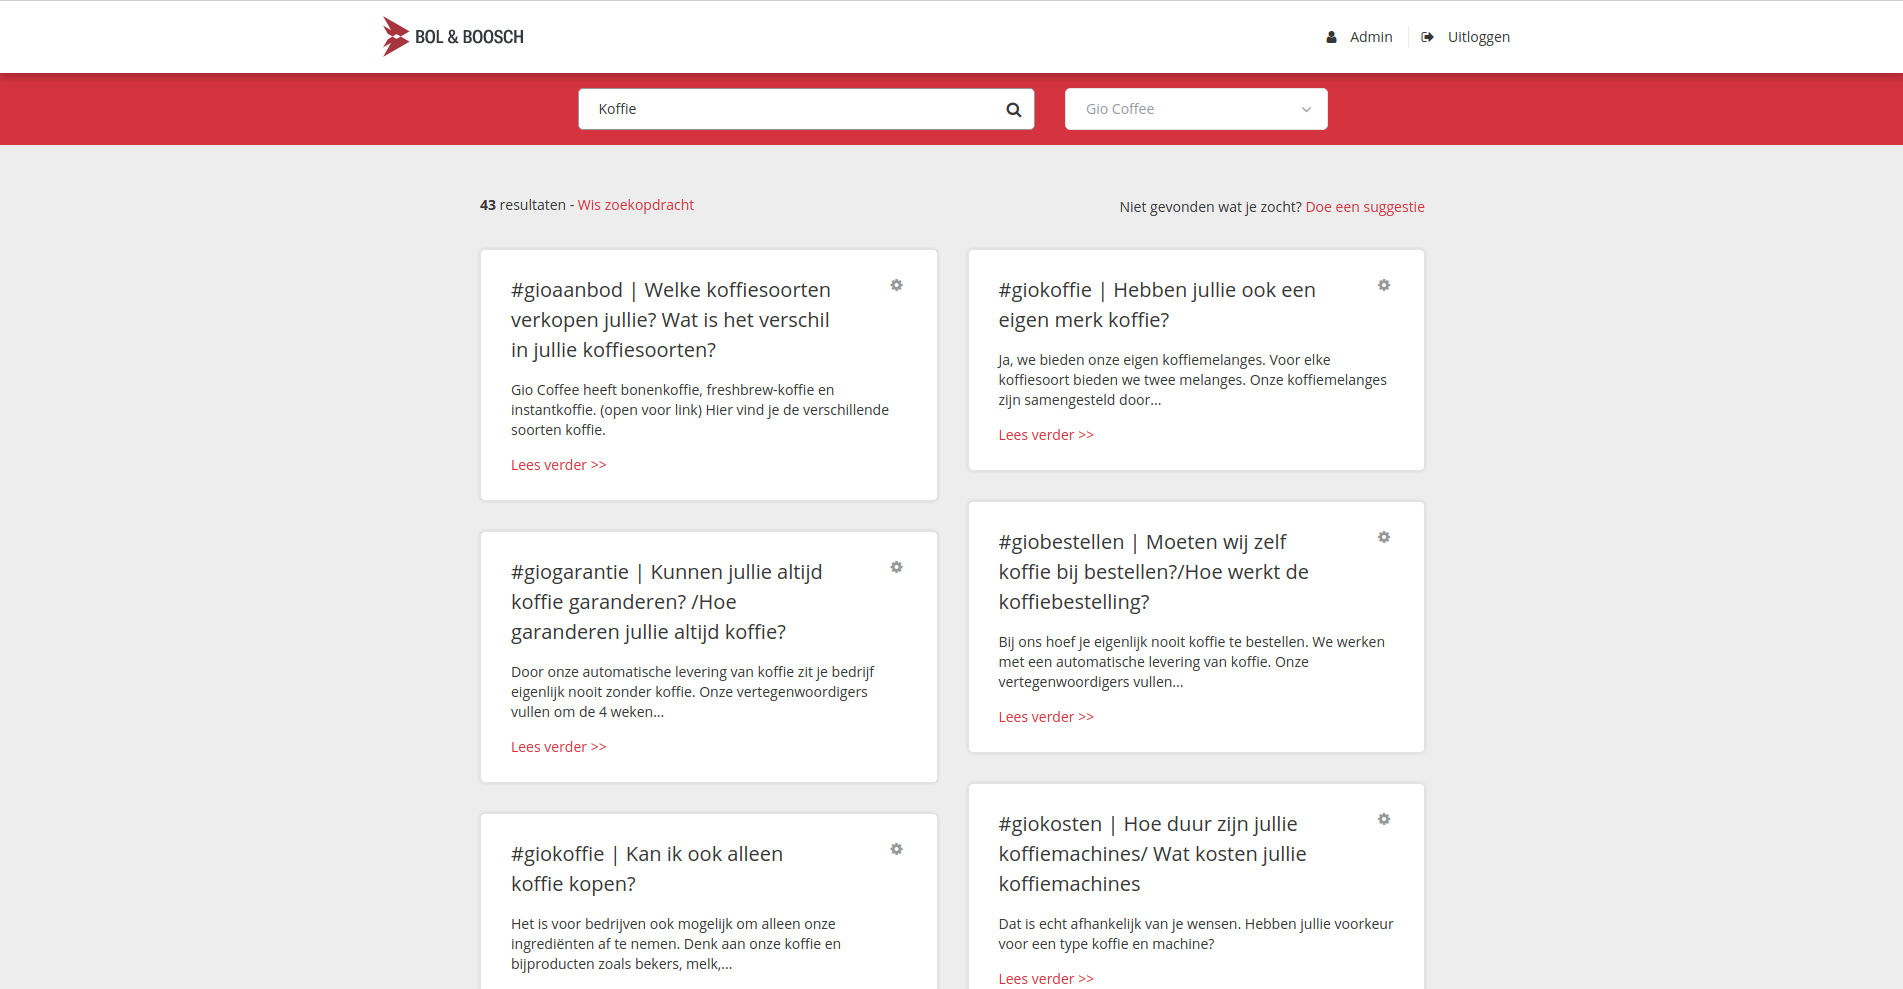 BOL & BOOSCH
Admin
Uitloggen
Koffie
Gio Coffee
43 resultaten - Wis zoekopdracht
Niet gevonden wat je zocht? Doe een suggestie
#gioaanbod | Welke koffiesoorten
verkopen jullie? Wat is het verschil
in jullie koffiesoorten?
Gio Coffee heeft bonenkoffie, freshbrew-koffie en
instantkoffie. (open voor link) Hier vind je de verschillende
soorten koffie.
Lees verder >>
#giogarantie | Kunnen jullie altijd
koffie garanderen? /Hoe
garanderen jullie altijd koffie?
Door onze automatische levering van koffie zit je bedrijf
eigenlijk nooit zonder koffie. Onze vertegenwoordigers
vullen om de 4 weken...
Lees verder >>
#giokoffie | Kan ik ook alleen
koffie kopen?
Het is voor bedrijven ook mogelijk om alleen onze
ingrediënten af te nemen. Denk aan onze koffie en
bijproducten zoals bekers, melk,...
#giokoffie | Hebben jullie ook een
eigen merk koffie?
Ja, we bieden onze eigen koffiemelanges. Voor elke
koffiesoort bieden we twee melanges. Onze koffiemelanges
zijn samengesteld door...
Lees verder >>
#giobestellen | Moeten wij zelf
koffie bij bestellen?/Hoe werkt de
koffiebestelling?
Bij ons hoef je eigenlijk nooit koffie te bestellen. We werken
met een automatische levering van koffie. Onze
vertegenwoordigers vullen...
Lees verder >>
#giokosten | Hoe duur zijn jullie
koffiemachines/ Wat kosten jullie
koffiemachines
Dat is echt afhankelijk van je wensen. Hebben jullie voorkeur
voor een type koffie en machine?
Lees verder >>